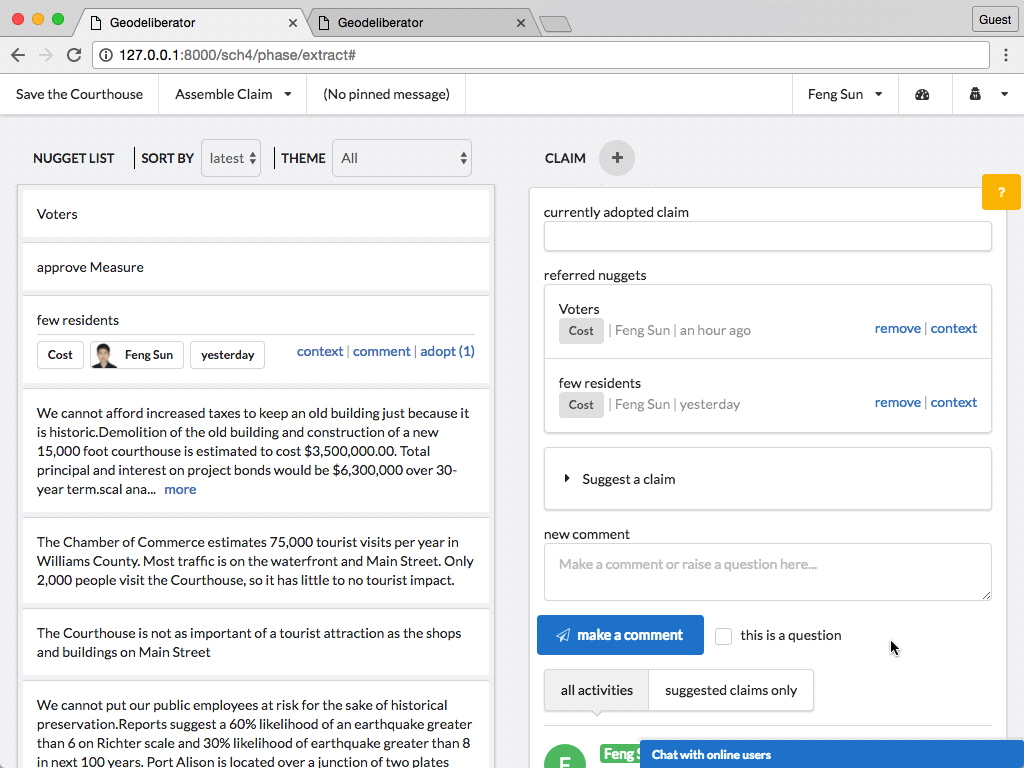 Geodeliberator
Geodeliberator
Guest
127.0.0.1:8000/sch4/phase/extract#
Save the Courthouse
Assemble Claim
(No pinned message)
Feng Sun
NUGGET LIST
SORT BY
latest
THEME
All
CLAIM
+
?
Voters
approve Measure
few residents
Cost
Feng Sun
yesterday
context | comment | adopt (1)
We cannot afford increased taxes to keep an old building just because it
is historic.Demolition of the old building and construction of a new
15,000 foot courthouse is estimated to cost $3,500,000.00. Total
principal and interest on project bonds would be $6,300,000 over 30-
year term.scal ana... more
The Chamber of Commerce estimates 75,000 tourist visits per year in
Williams County. Most traffic is on the waterfront and Main Street. Only
2,000 people visit the Courthouse, so it has little to no tourist impact.
The Courthouse is not as important of a tourist attraction as the shops
and buildings on Main Street
We cannot put our public employees at risk for the sake of historical
preservation.Reports suggest a 60% likelihood of an earthquake greater
than 6 on Richter scale and 30% likelihood of earthquake greater than 8
in next 100 years. Port Alison is located over a junction of two plates
currently adopted claim
referred nuggets
Voters
Cost | Feng Sun | an hour ago
remove | context
few residents
Cost | Feng Sun | yesterday
remove | context
Suggest a claim
new comment
Make a comment or raise a question here...
make a comment
this is a question
all activities
suggested claims only
F
Feng
Chat with online users